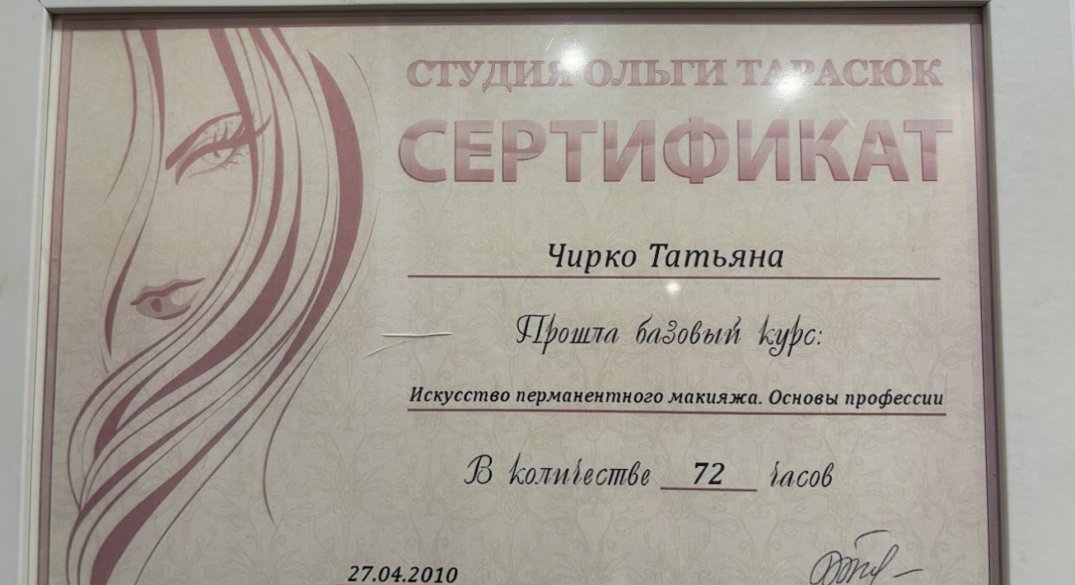 СТУДИЯ ОЛЬГИ ТАРАСЮК
СЕРТИФИКАТ
Чирко Татьяна
Прошла базовый курс:
Искусство перманентного макияжа. Основы профессии
В количестве 72 часов
27.04.2010